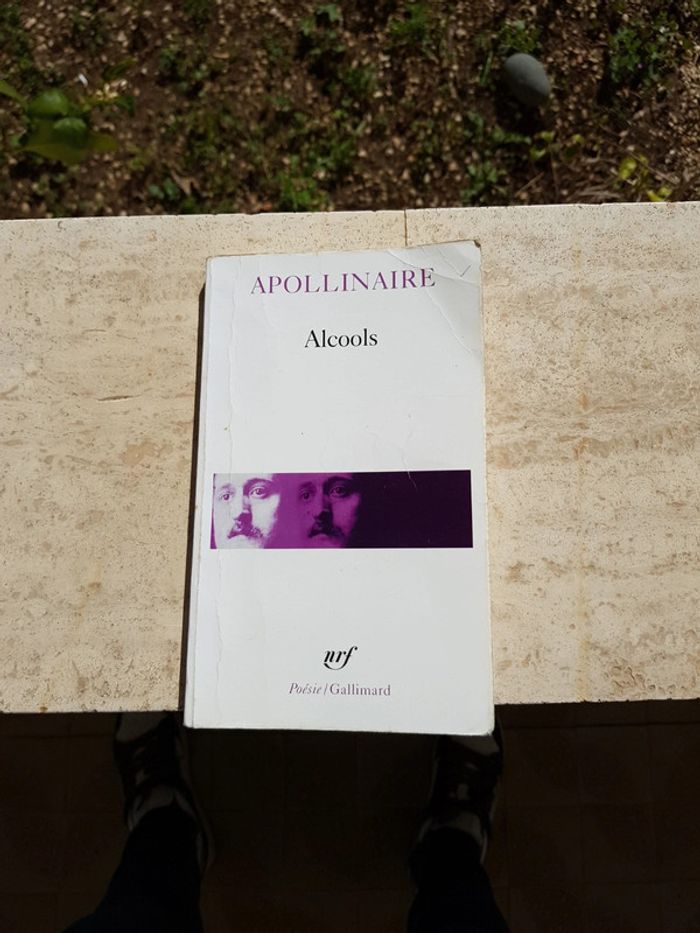 APOLLINAIRE
Alcools
nrf
Poésie / Gallimard